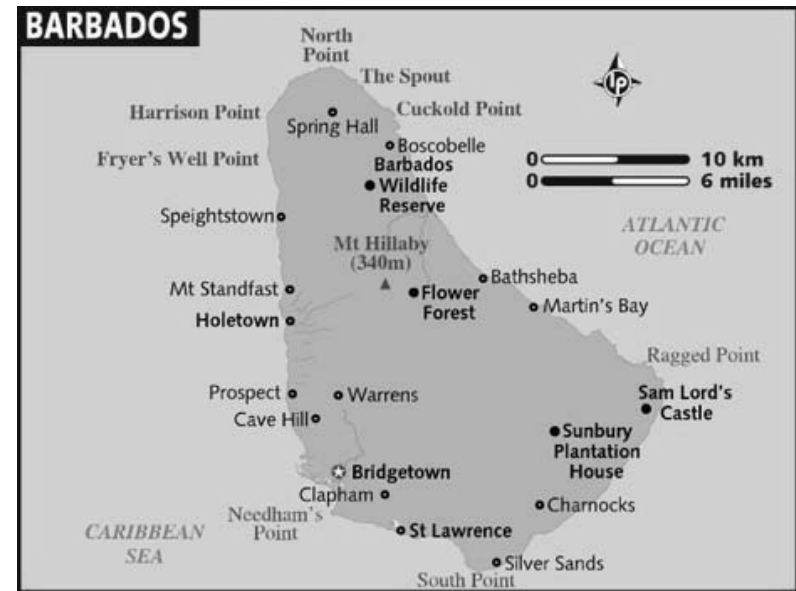 BARBADOS
North
Point
The Spout
Harrison Point
Cuckold Point
Spring Hall
Boscobelle
Fryer's Well Point
Barbados
Wildlife
Reserve
0 10 km
0 6 miles
Speightstown
ATLANTIC
OCEAN
Mt Hillaby
(340m)
Bathsheba
Mt Standfast
Flower
Forest
Martin's Bay
Holetown
Ragged Point
Prospect
Warrens
Sam Lord's
Castle
Cave Hill
Sunbury
Plantation
House
Bridgetown
Clapham
Charnocks
Needham's
Point
CARIBBEAN
SEA
St Lawrence
Silver Sands
South Point
LP